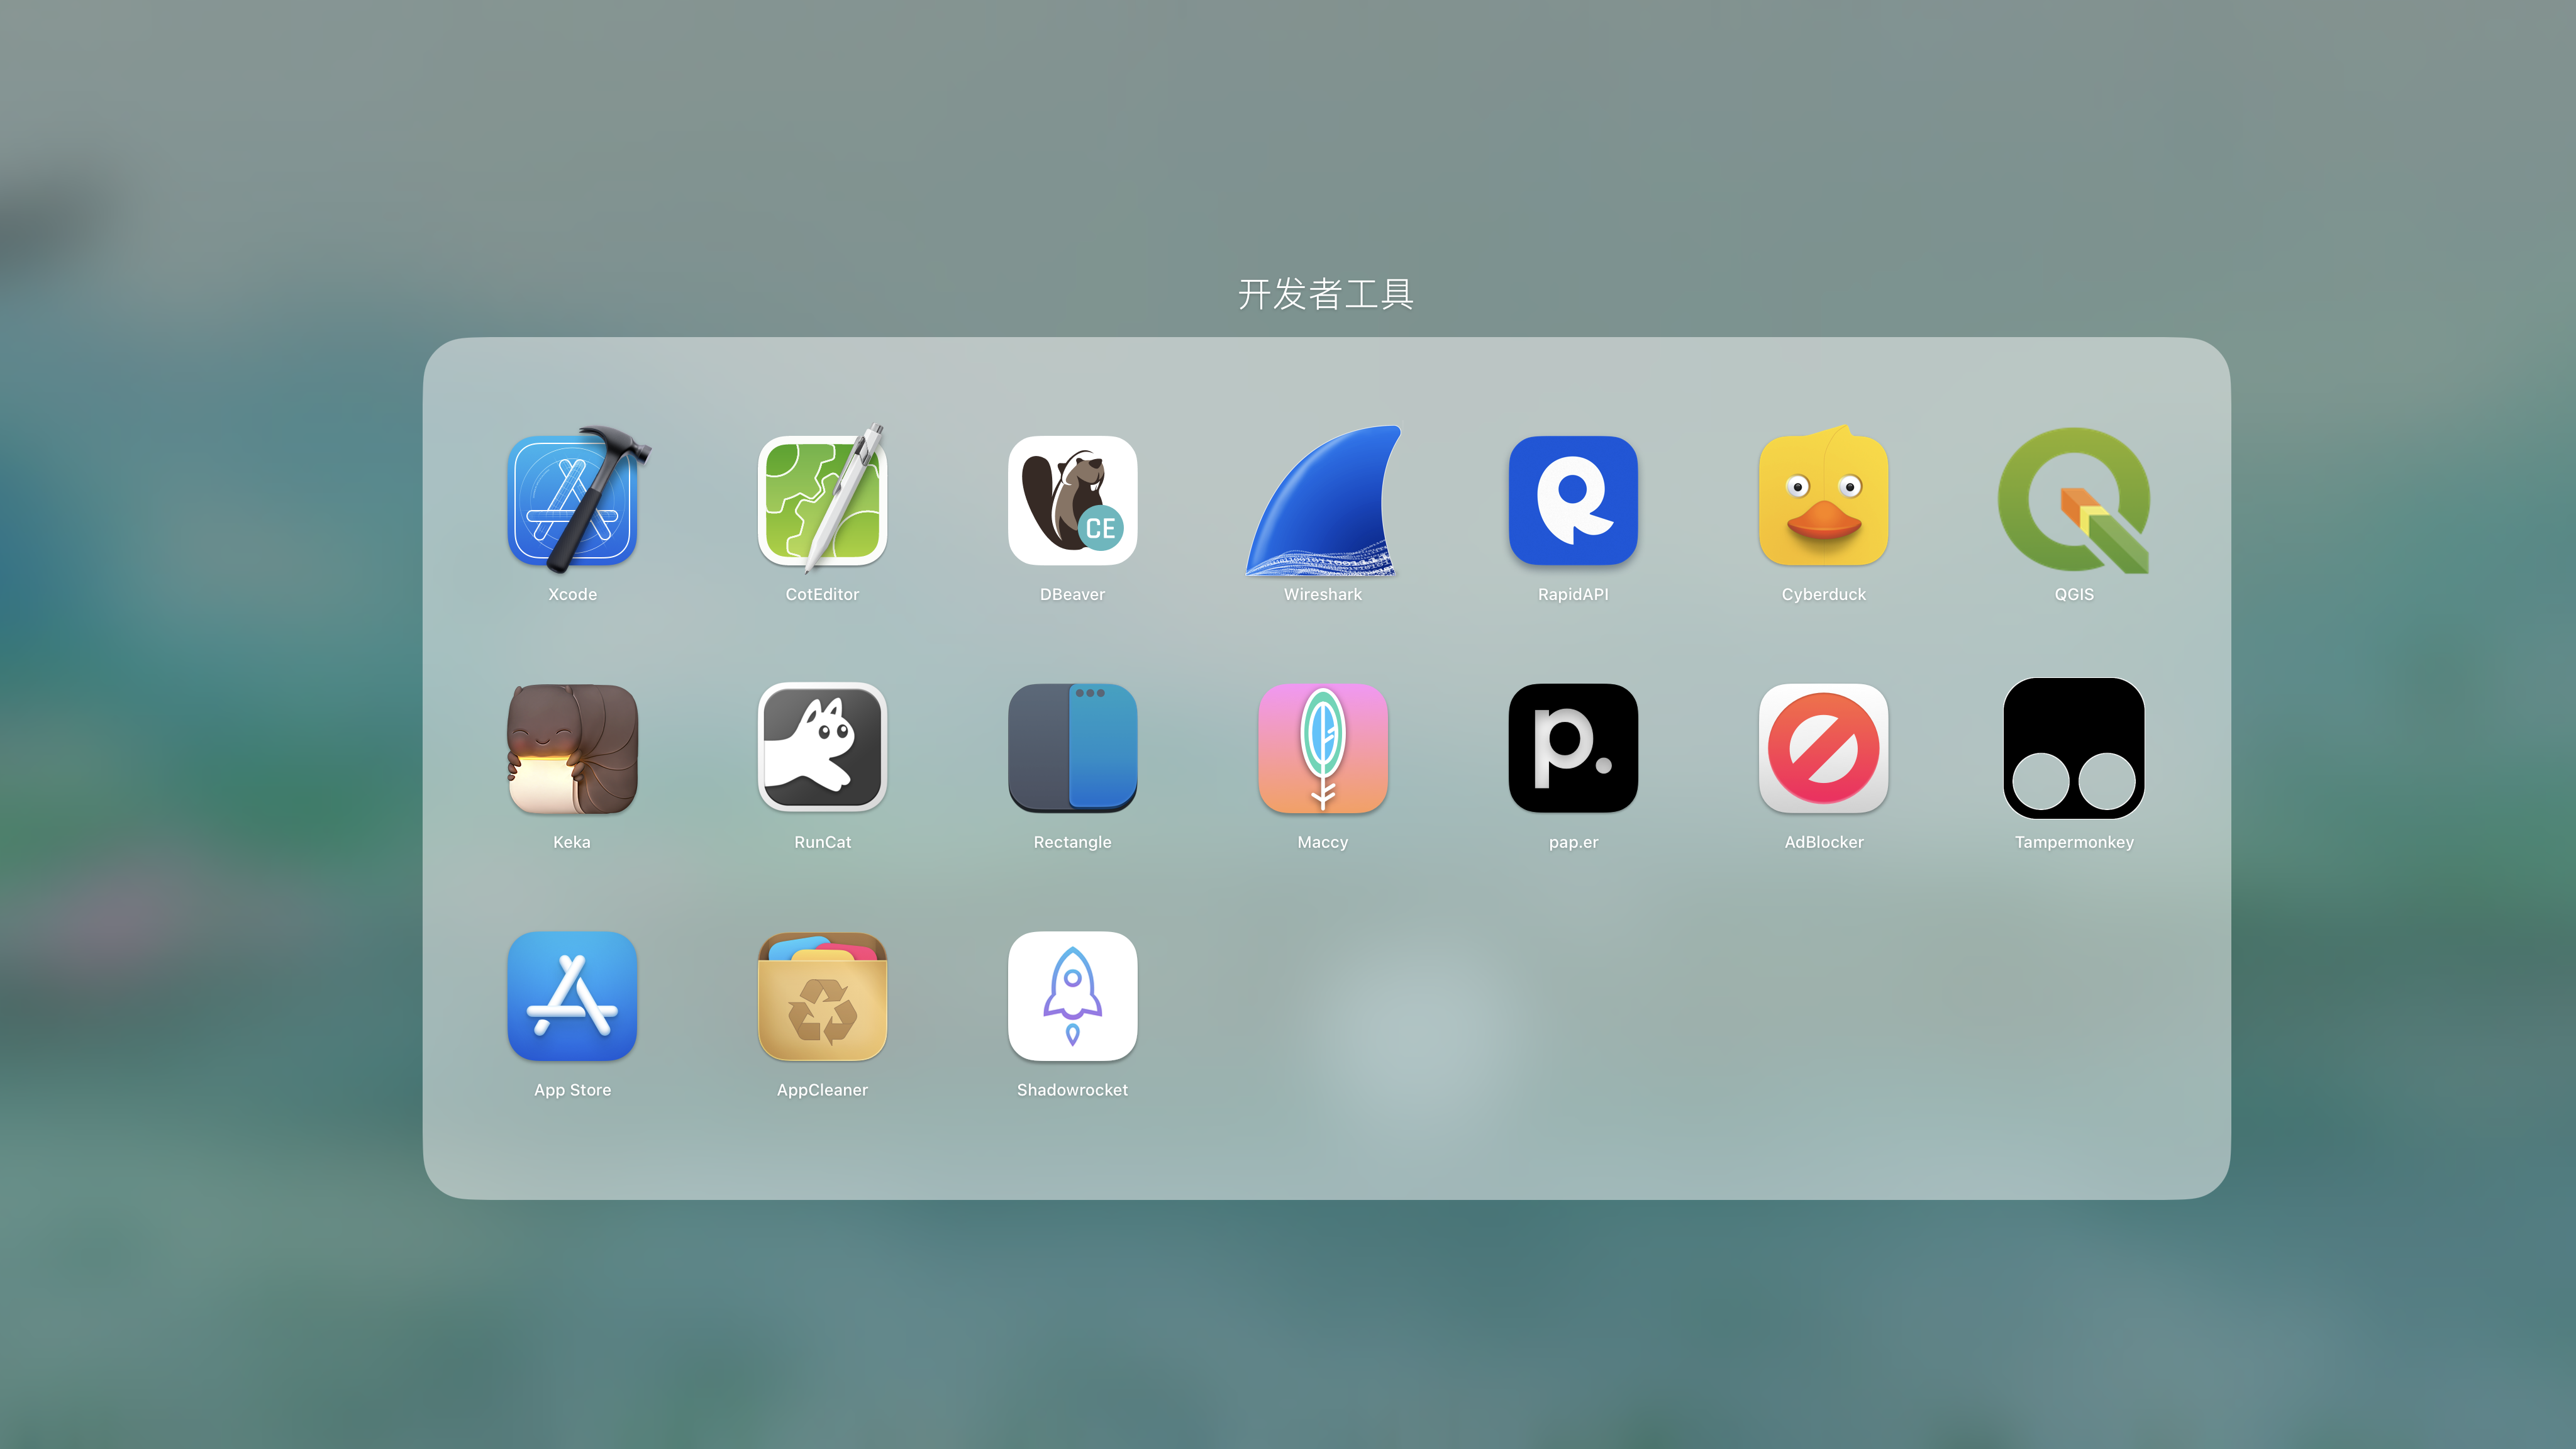 开发者工具
CE
Xcode
CotEditor
DBeaver
Wireshark
RapidAPI
Cyberduck
QGIS
p.
Keka
RunCat
Rectangle
Maccy
pap.er
AdBlocker
Tampermonkey
App Store
AppCleaner
Shadowrocket